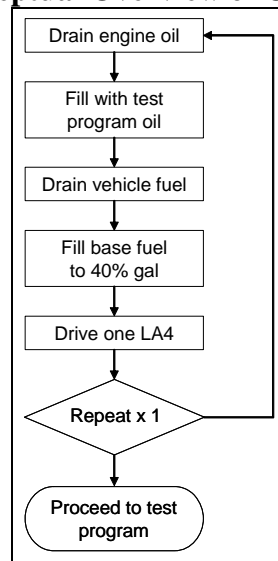 Drain engine oil
Fill with test
program oil
Drain vehicle fuel
Fill base fuel
to 40% gal
Drive one LA4
Repeat x 1
Proceed to test
program